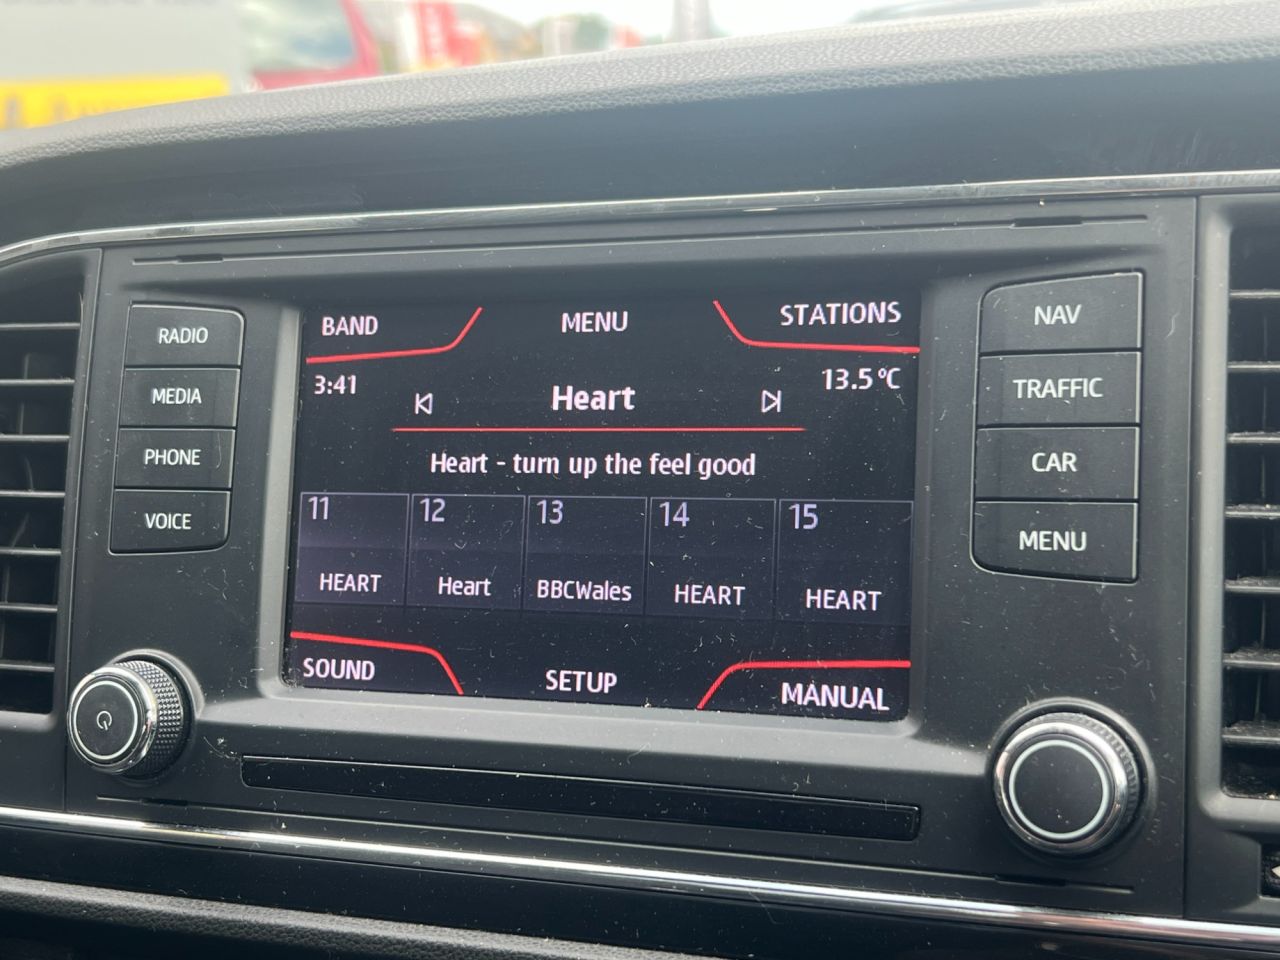 RADIO
MEDIA
PHONE
VOICE
BAND MENU STATIONS
3:41 Heart 13.5°C
Heart - turn up the feel good
11 12 13 14 15
HEART Heart BBCWales HEART HEART
SOUND SETUP MANUAL
NAV
TRAFFIC
CAR
MENU